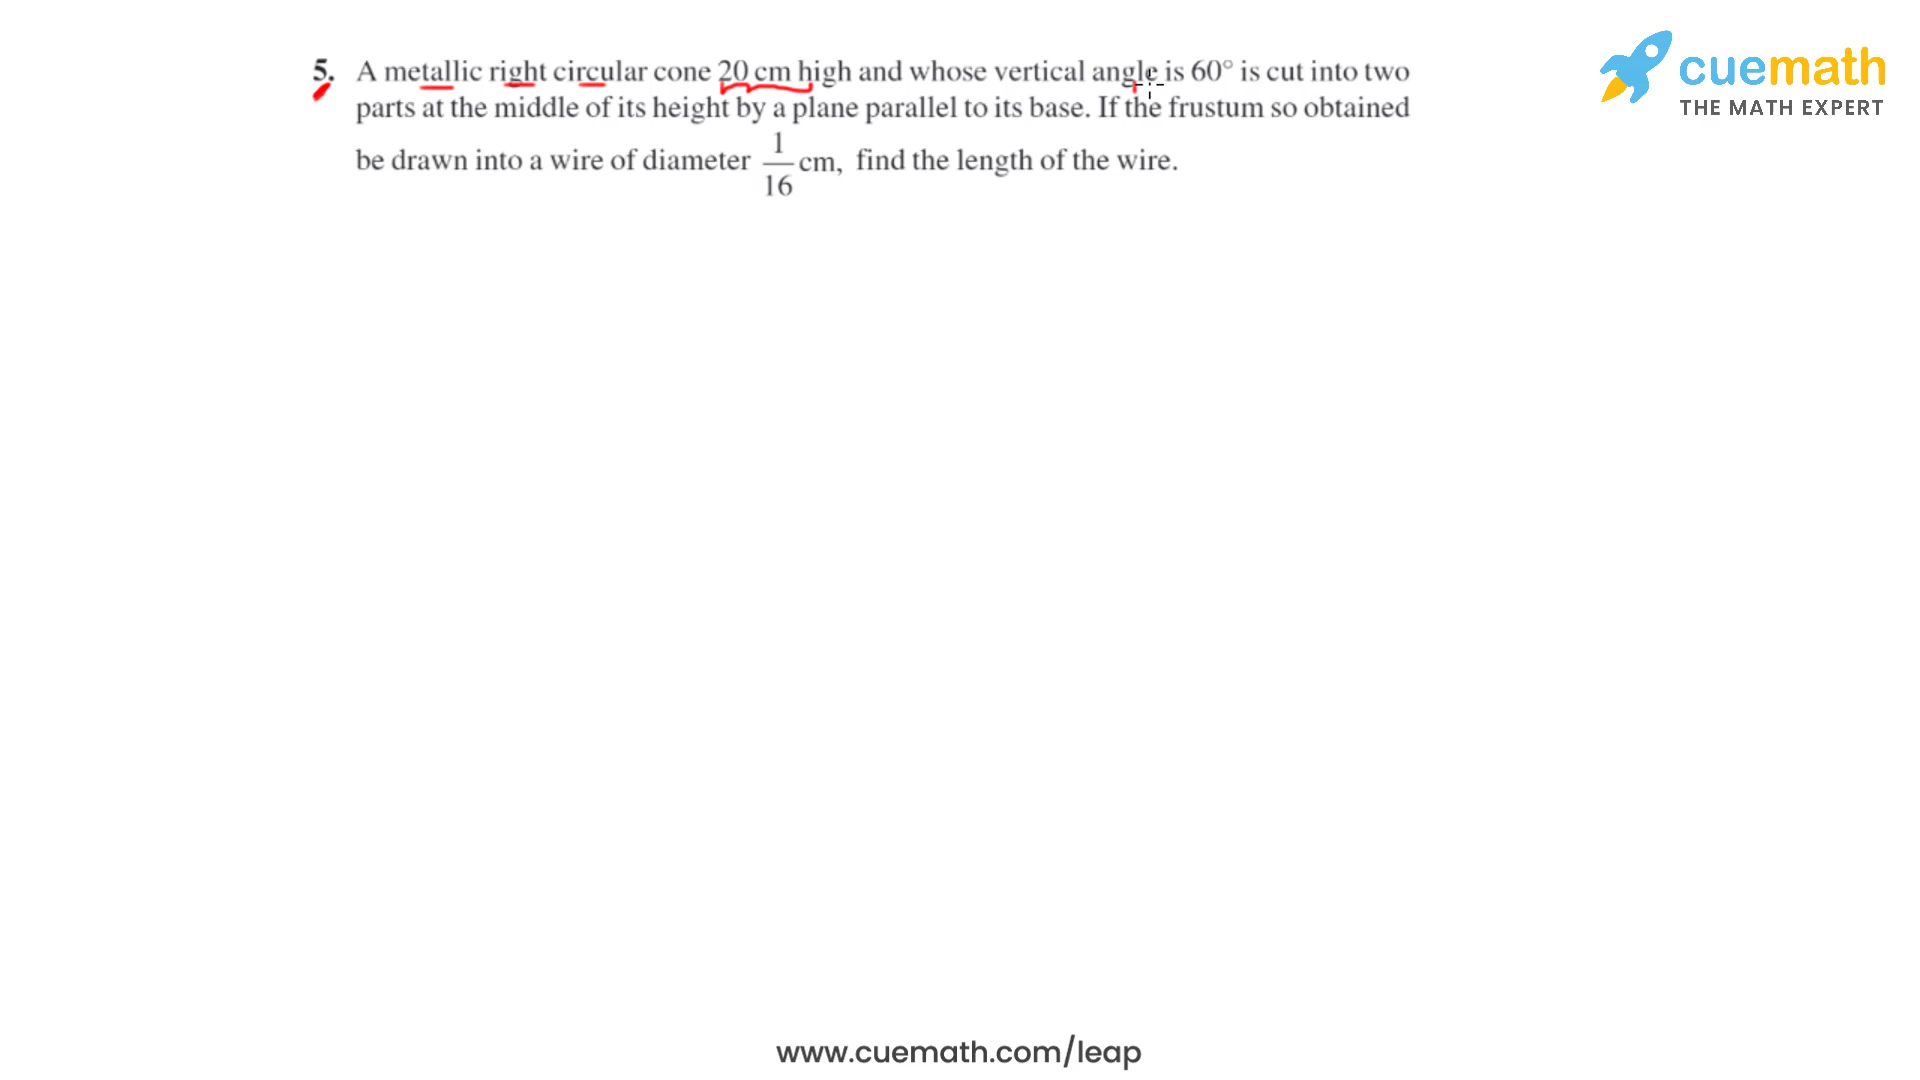 5. A metallic right circular cone 20 cm high and whose vertical angle is 60° is cut into two
parts at the middle of its height by a plane parallel to its base. If the frustum so obtained
be drawn into a wire of diameter 1/16 cm, find the length of the wire.
cuemath
THE MATH EXPERT
www.cuemath.com/leap